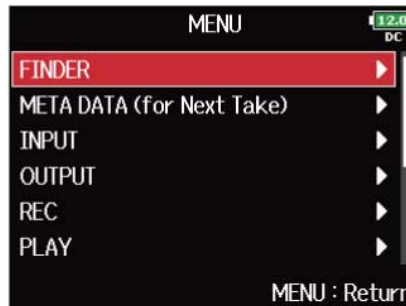 MENU
12.0
DC
FINDER
META DATA (for Next Take)
INPUT
OUTPUT
REC
PLAY
MENU : Return